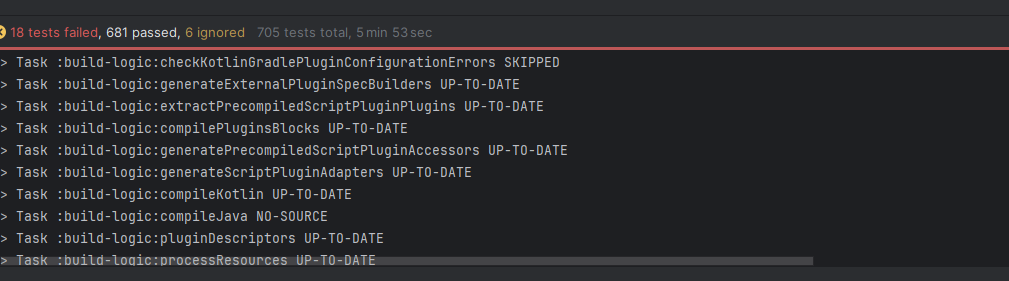 18 tests failed, 681 passed, 6 ignored 705 tests total, 5 min 53 sec
> Task :build-logic:checkKotlinGradlePluginConfigurationErrors SKIPPED
> Task :build-logic:generateExternalPluginSpecBuilders UP-TO-DATE
> Task :build-logic:extractPrecompiledScriptPluginPlugins UP-TO-DATE
> Task :build-logic:compilePluginsBlocks UP-TO-DATE
> Task :build-logic:generatePrecompiledScriptPluginAccessors UP-TO-DATE
> Task :build-logic:generateScriptPluginAdapters UP-TO-DATE
> Task :build-logic:compileKotlin UP-TO-DATE
> Task :build-logic:compileJava NO-SOURCE
> Task :build-logic:pluginDescriptors UP-TO-DATE
> Task :build-logic:processResources UP-TO-DATE